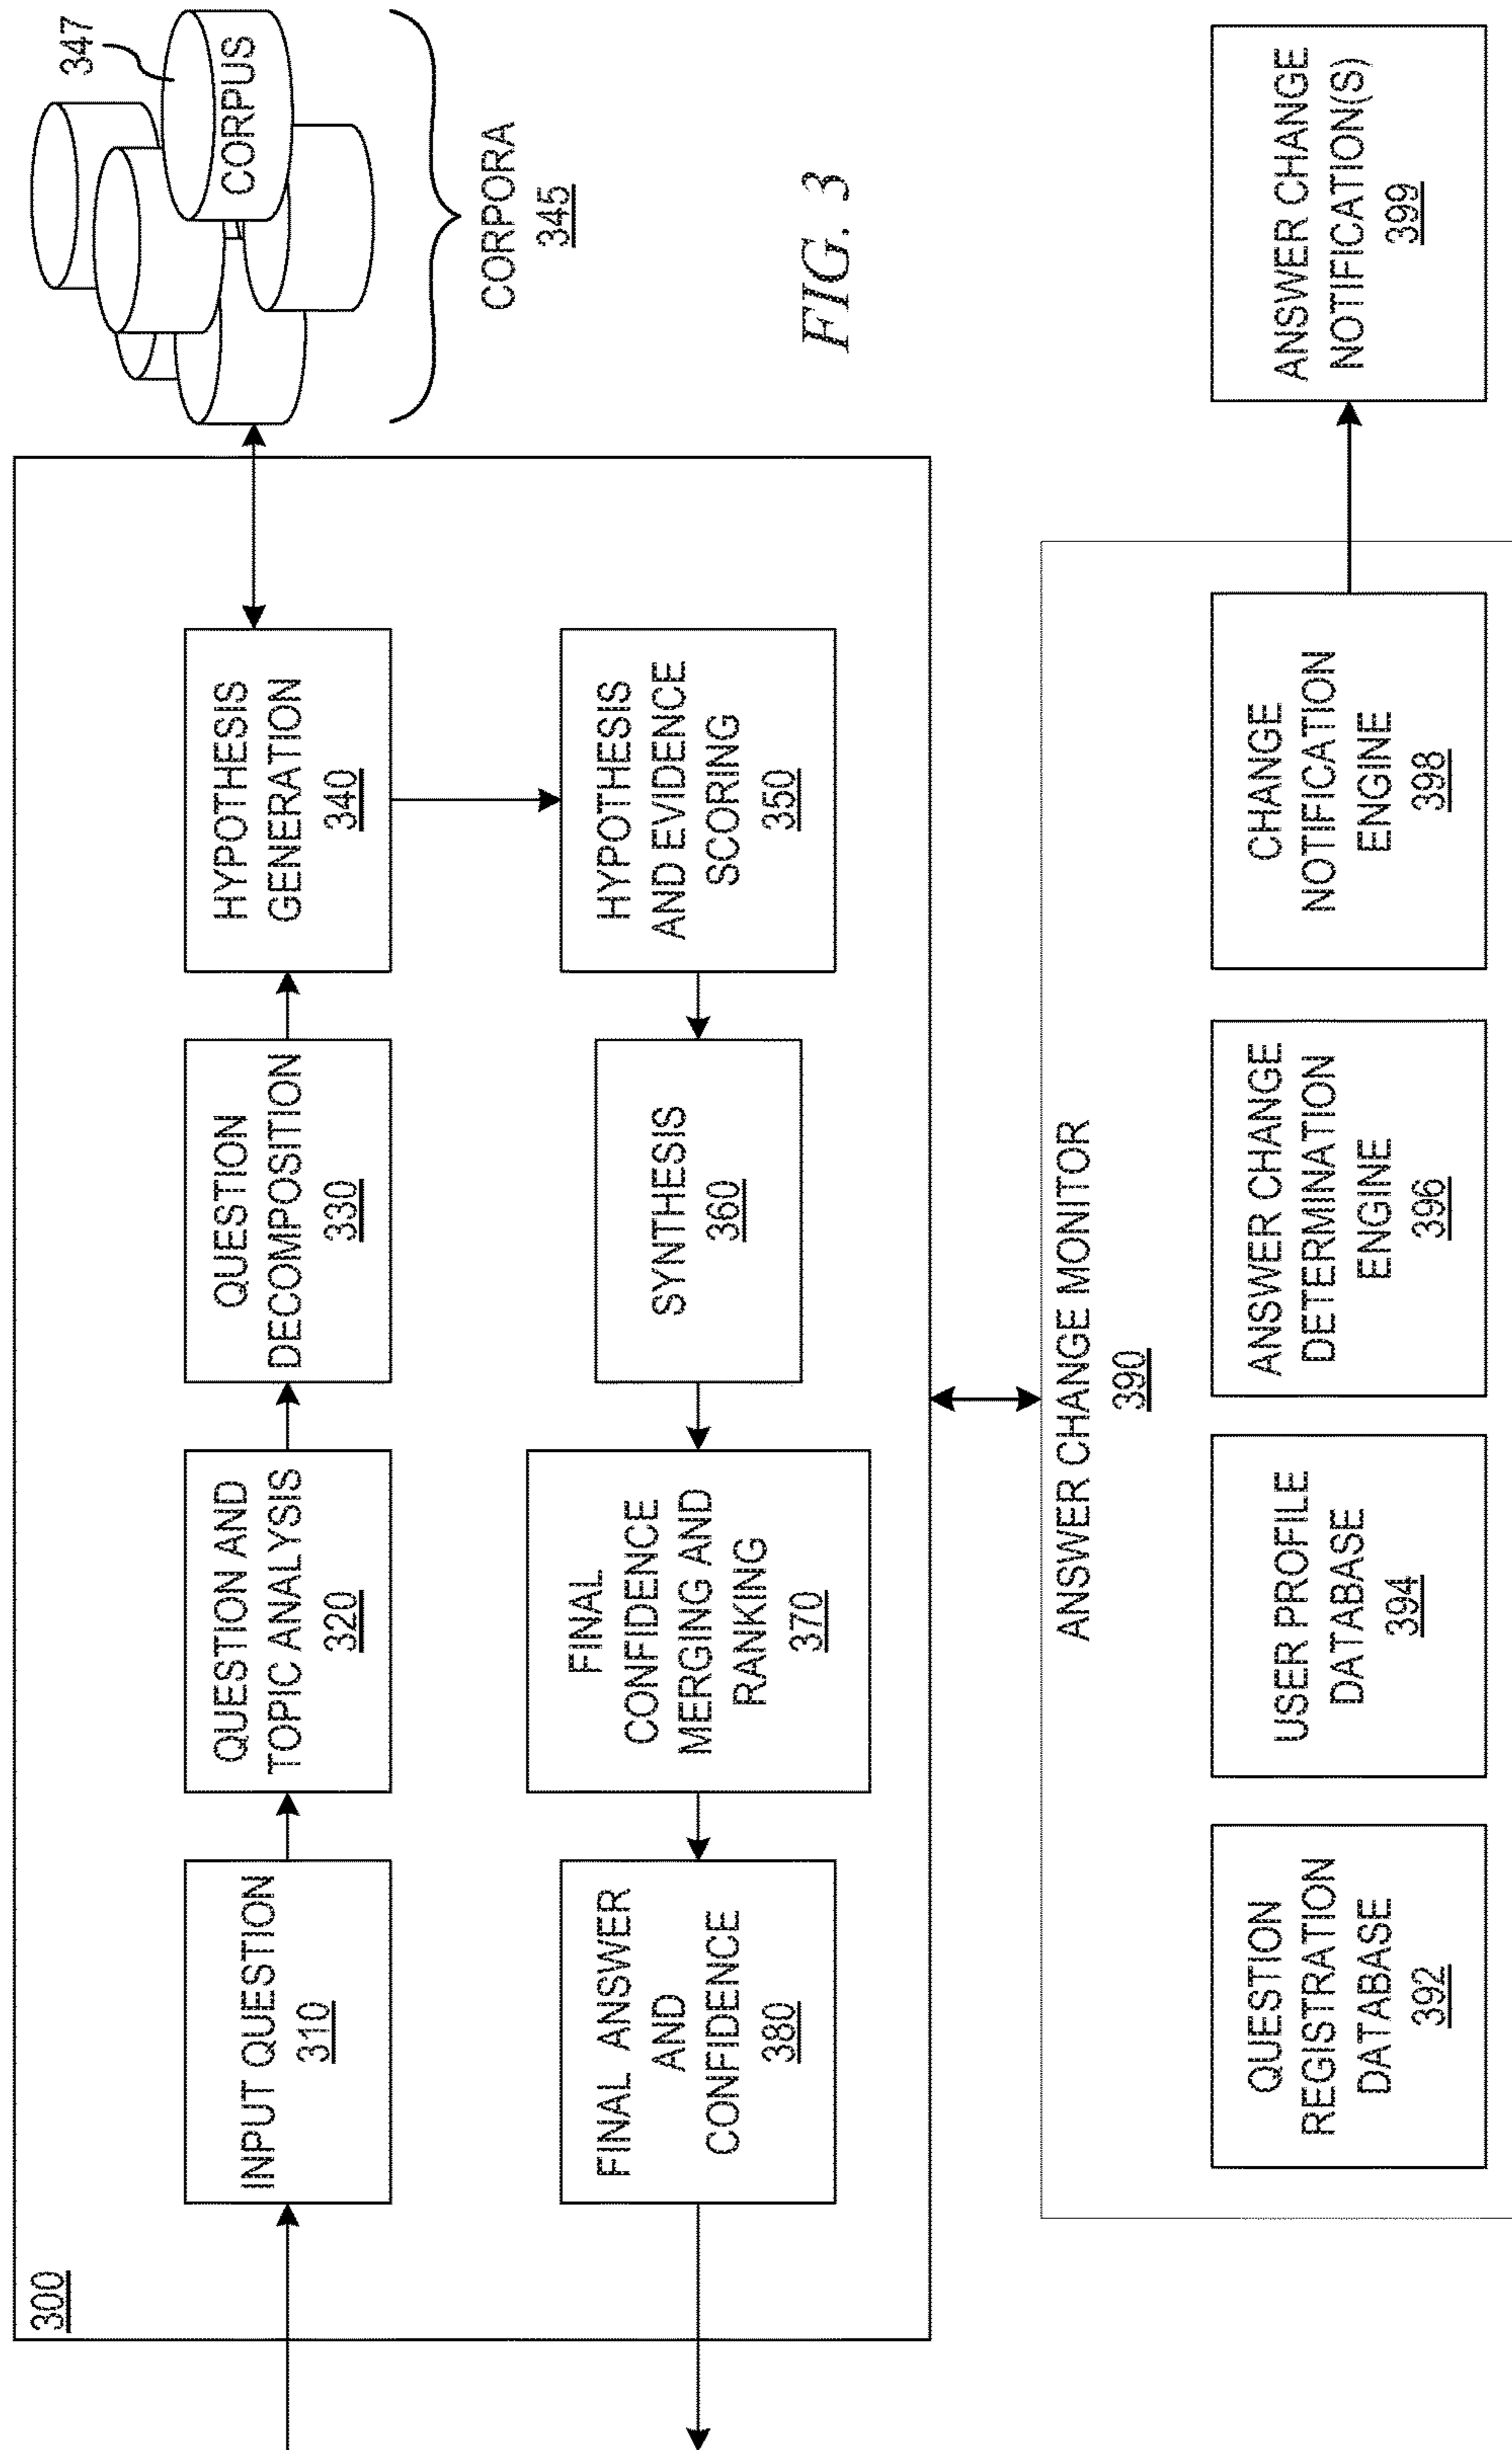 300
INPUT QUESTION
310
QUESTION AND
TOPIC ANALYSIS
320
QUESTION
DECOMPOSITION
330
HYPOTHESIS
GENERATION
340
347
CORPUS
CORPORA
345
FINAL ANSWER
AND
CONFIDENCE
380
FINAL
CONFIDENCE
MERGING AND
RANKING
370
SYNTHESIS
360
HYPOTHESIS
AND EVIDENCE
SCORING
350
FIG. 3
ANSWER CHANGE MONITOR
390
QUESTION
REGISTRATION
DATABASE
392
USER PROFILE
DATABASE
394
ANSWER CHANGE
DETERMINATION
ENGINE
396
CHANGE
NOTIFICATION
ENGINE
398
ANSWER CHANGE
NOTIFICATION(S)
399